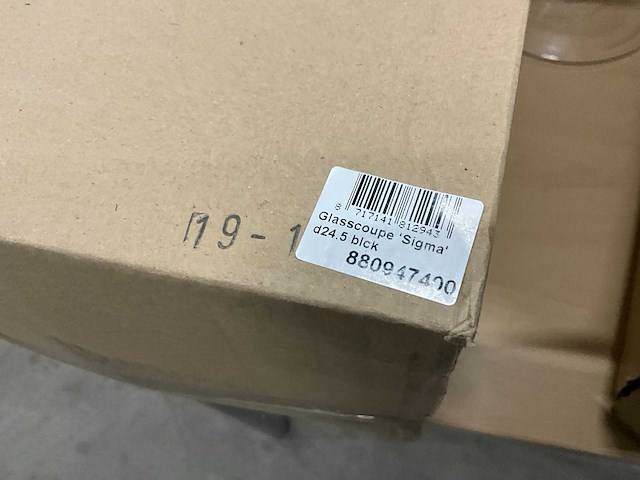 19-1
8 717141 812943
Glasscoupe 'Sigma'
d24.5 blck
880947400